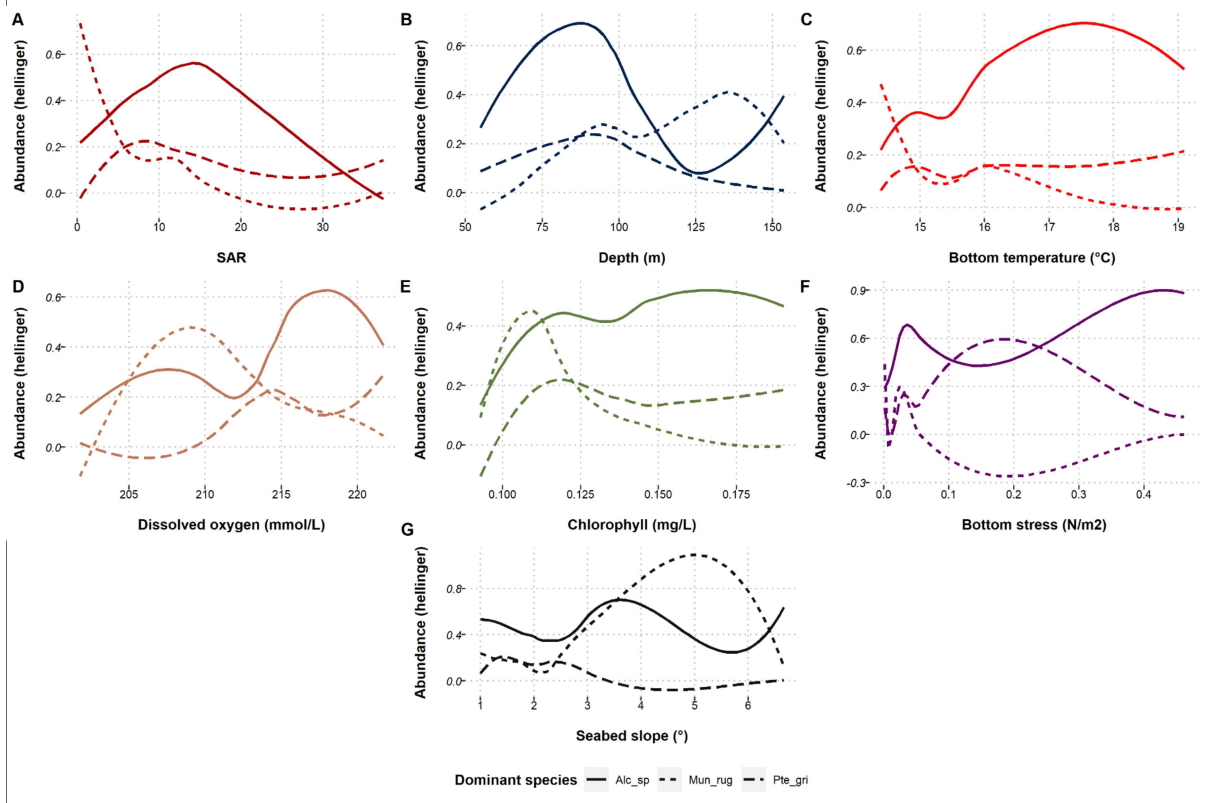 A
B
C
Abundance (hellinger)
0.6
0.4
0.2
0.0
0 10 20 30
SAR
Abundance (hellinger)
0.6
0.4
0.2
0.0
50 75 100 125 150
Depth (m)
Abundance (hellinger)
0.6
0.4
0.2
0.0
15 16 17 18 19
Bottom temperature (°C)
D
E
F
Abundance (hellinger)
0.6
0.4
0.2
0.0
205 210 215 220
Dissolved oxygen (mmol/L)
Abundance (hellinger)
0.4
0.2
0.0
0.100 0.125 0.150 0.175
Chlorophyll (mg/L)
Abundance (hellinger)
0.9
0.6
0.3
0.0
-0.3
0.0 0.1 0.2 0.3 0.4
Bottom stress (N/m2)
G
Abundance (hellinger)
0.8
0.4
0.0
1 2 3 4 5 6
Seabed slope (°)
Dominant species Alc_sp Mun_rug Pte_gri